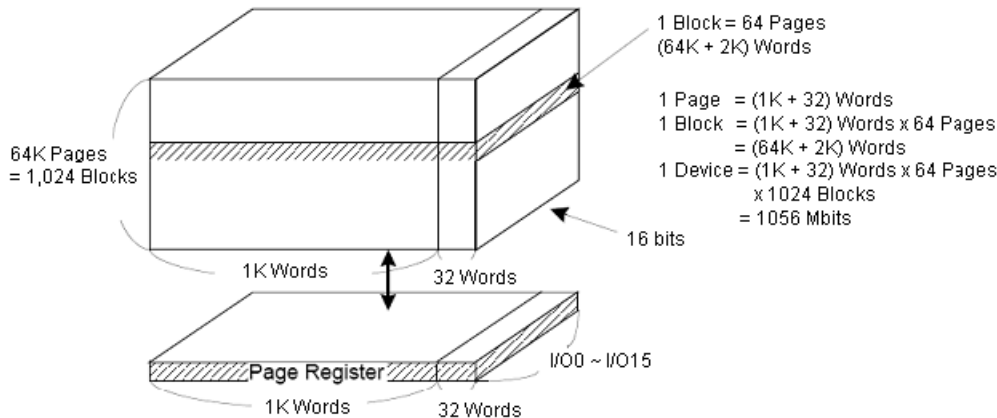 1 Block = 64 Pages
(64K + 2K) Words
1 Page = (1K + 32) Words
1 Block = (1K + 32) Words x 64 Pages
= (64K + 2K) Words
1 Device = (1K + 32) Words x 64 Pages
x 1024 Blocks
= 1056 Mbits
64K Pages
= 1,024 Blocks
16 bits
1K Words
32 Words
I/O0 ~ I/O15
Page Register
1K Words
32 Words